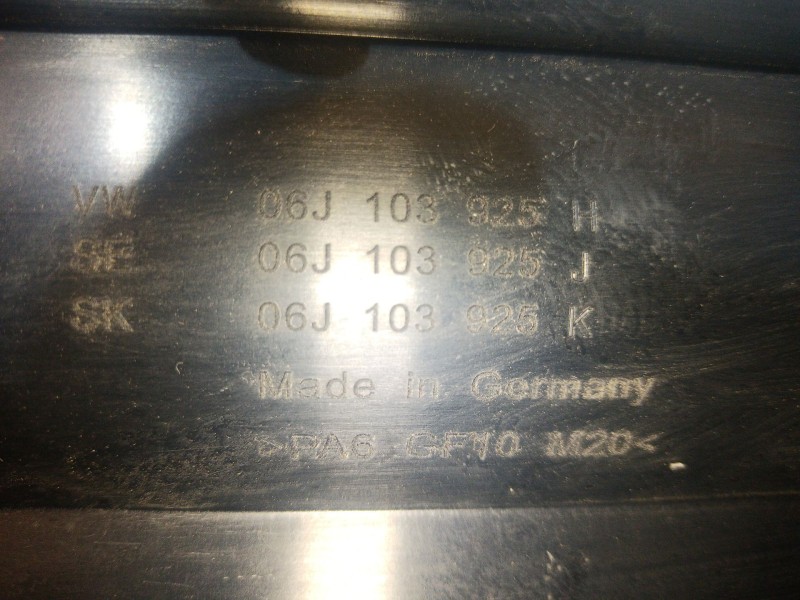 VW 06J 103 925 H
SE 06J 103 925 J
SK 06J 103 925 K
Made in Germany
>PA6 GF10 M20<